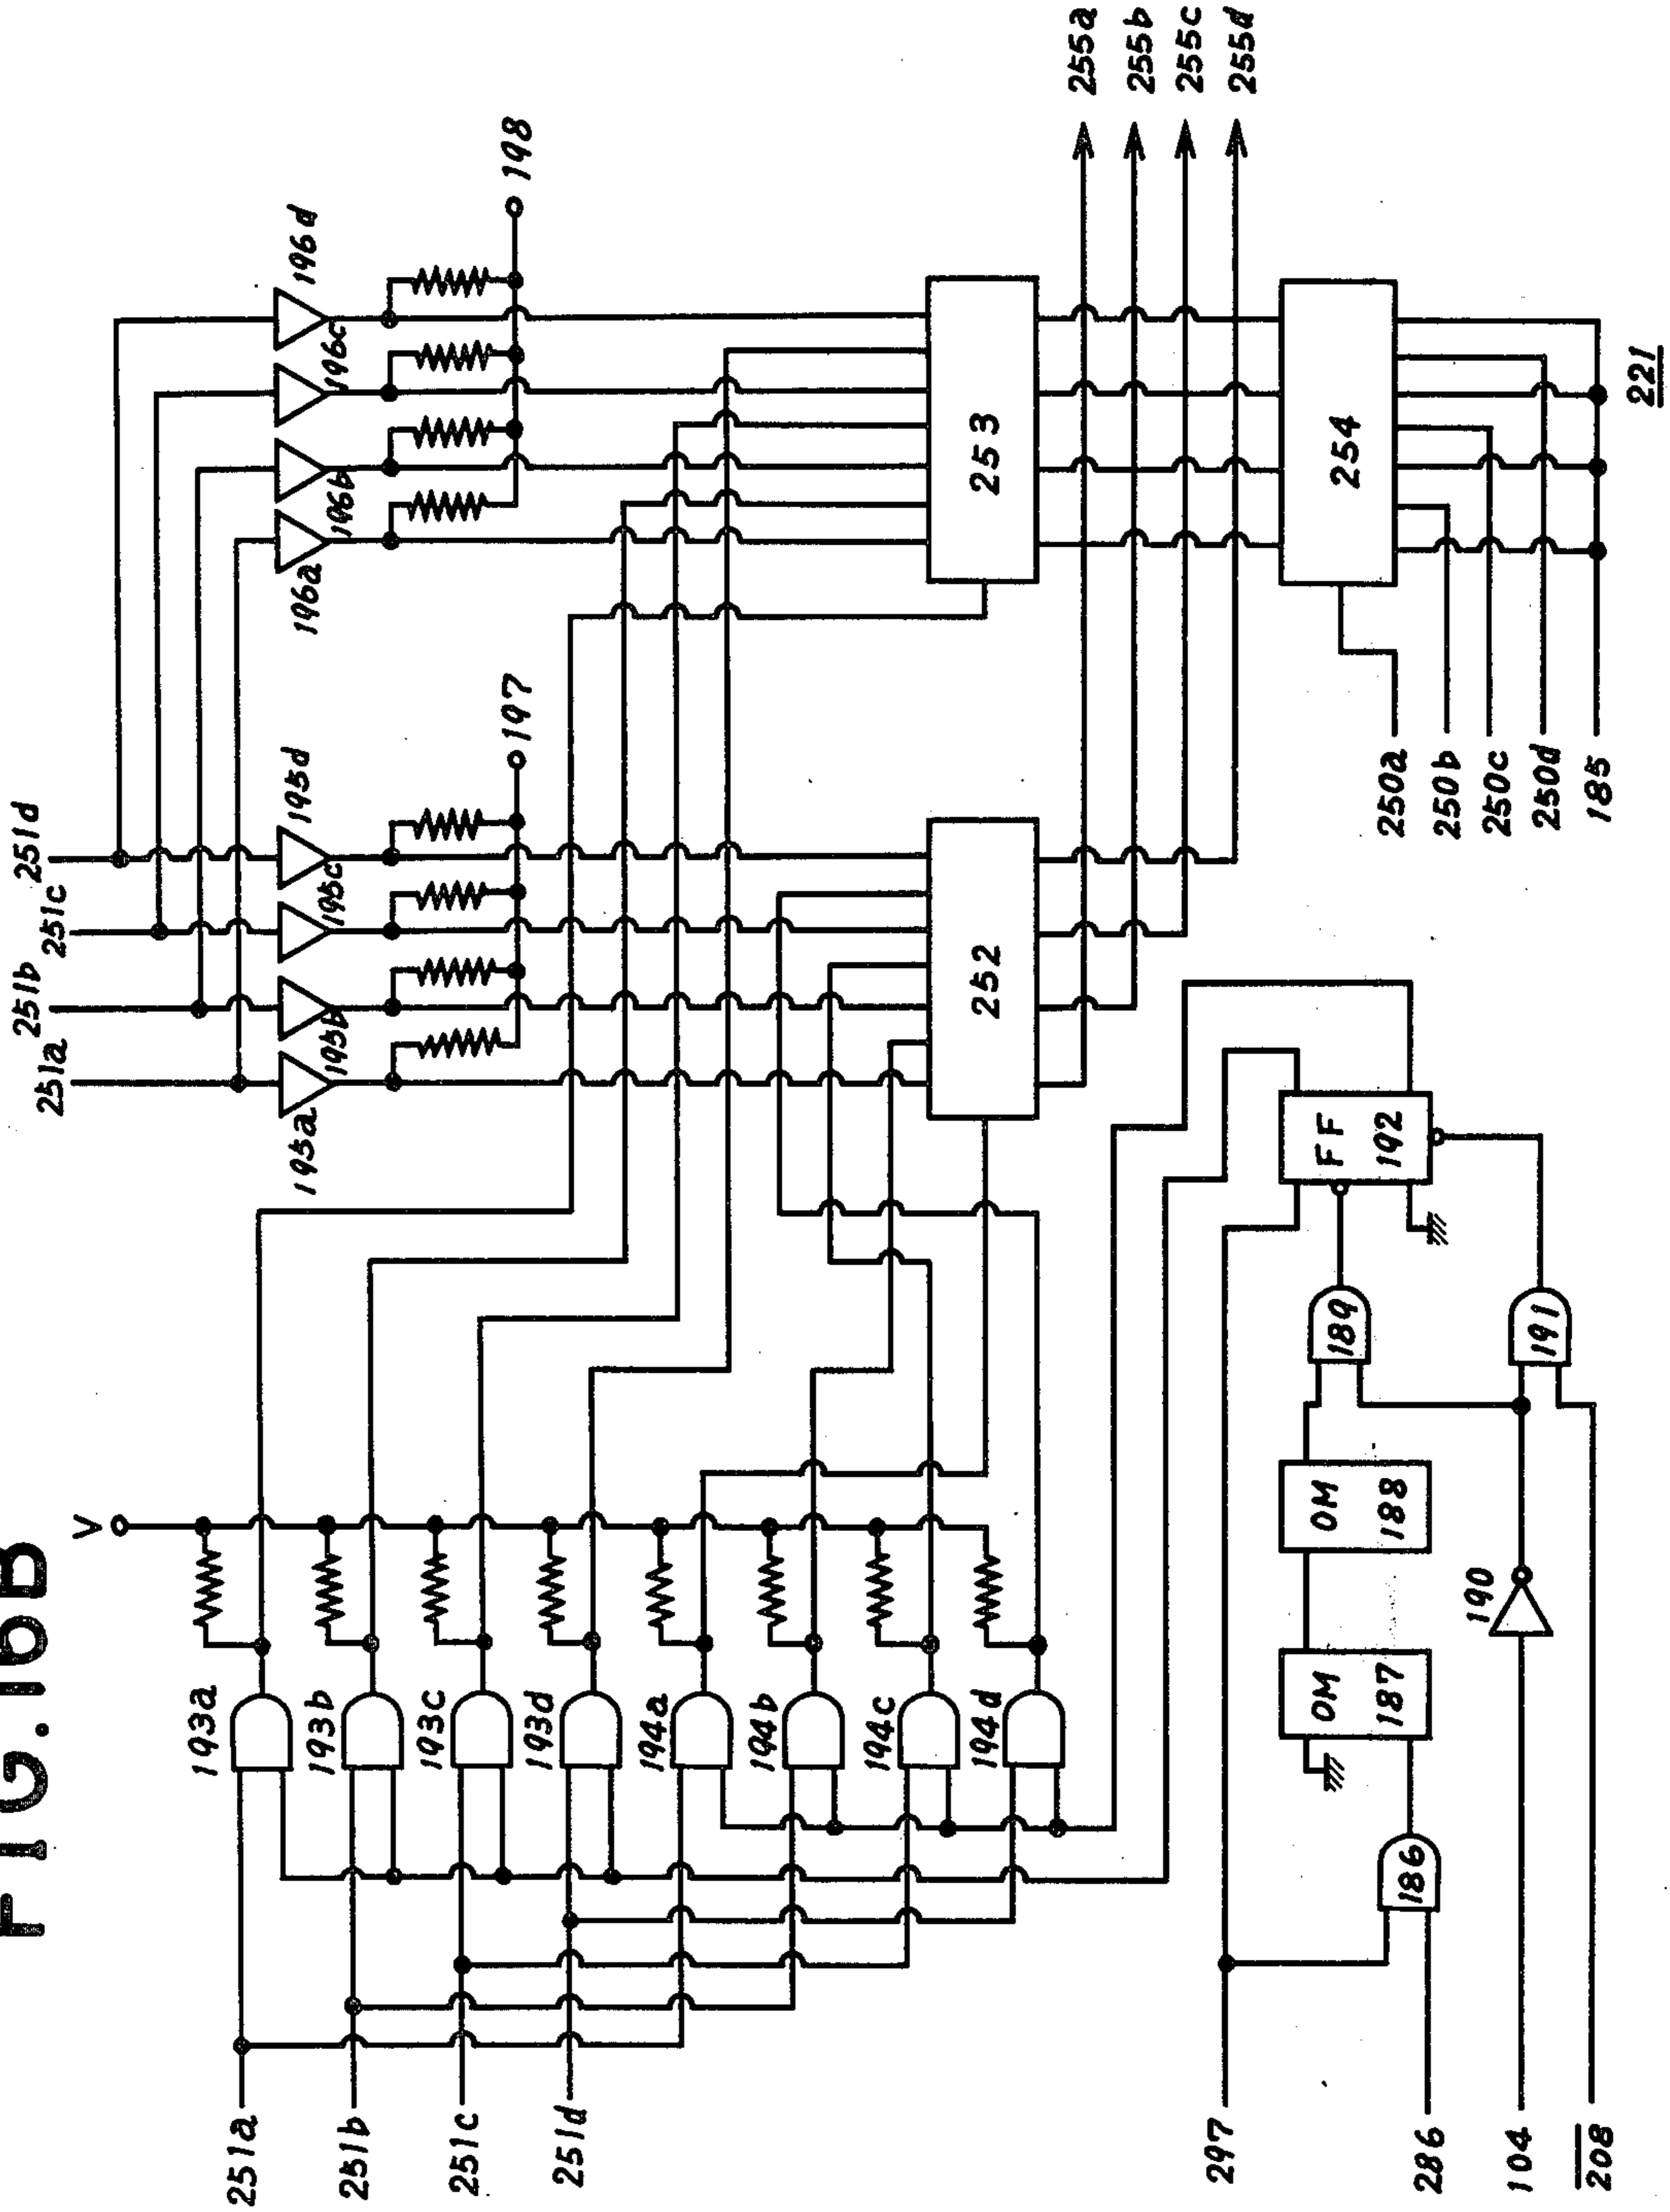 FIG.16B
V
251a
251b
251c
251d
193a
193b
193c
193d
194a
194b
194c
194d
251a
251b
251c
251d
195a
195b
195c
195d
197
196a
196b
196c
196d
198
252
253
254
255a
255b
255c
255d
250a
250b
250c
250d
185
221
297
286
104
208
186
OM
187
OM
188
189
190
191
FF
192